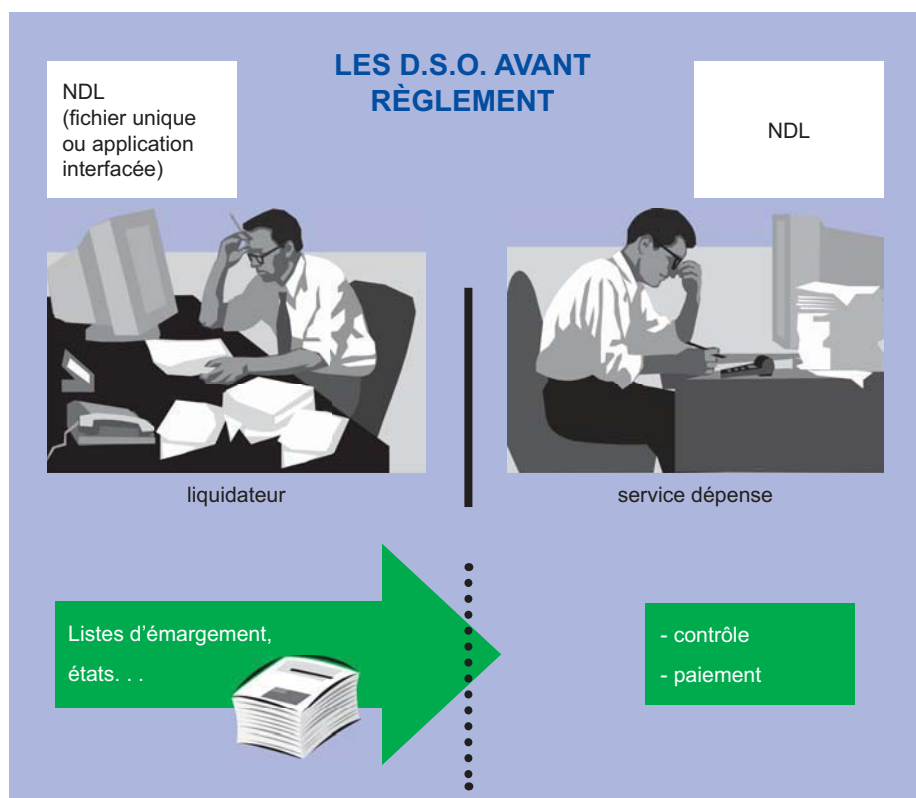 LES D.S.O. AVANT
RÈGLEMENT
NDL
(fichier unique
ou application
interfacée)
NDL
liquidateur
service dépense
Listes d'émargement,
états. . .
- contrôle
- paiement